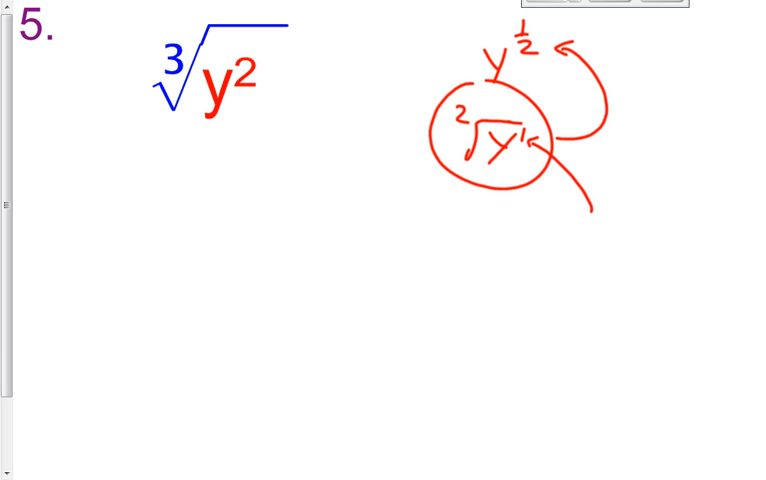 5.
∛y²
y^½
²√y¹